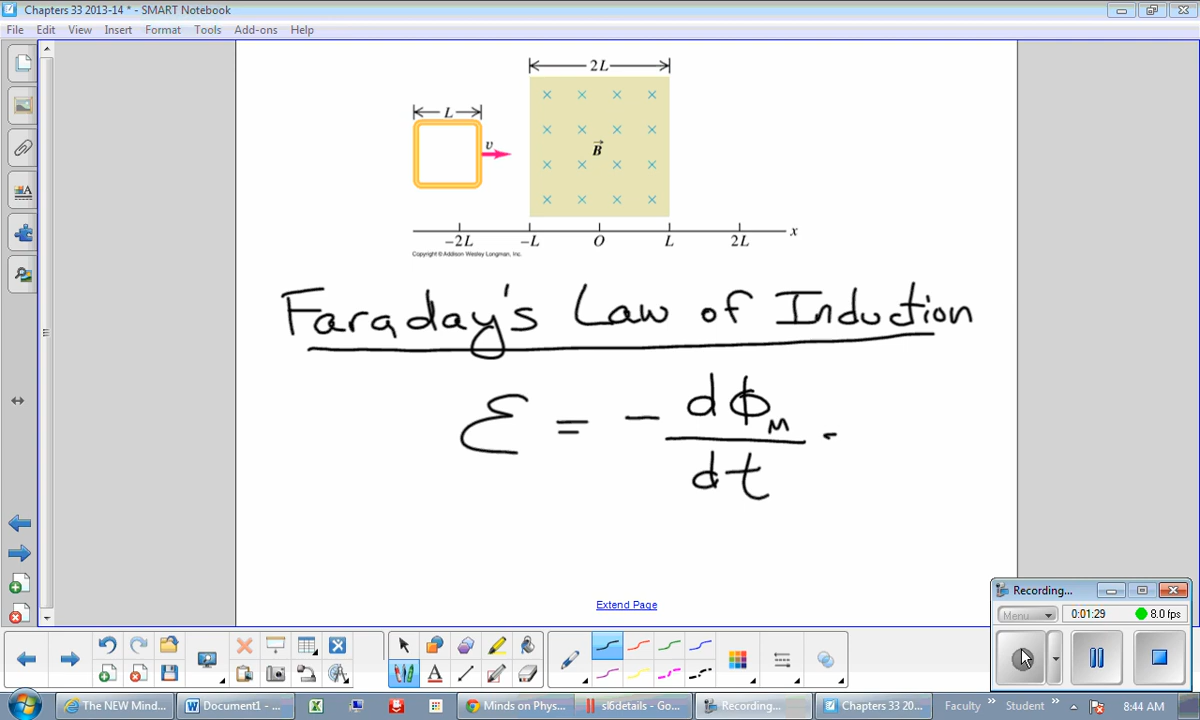 Chapters 33 2013-14 * - SMART Notebook
File Edit View Insert Format Tools Add-ons Help
2L
L
v
B
-2L -L O L 2L x
Copyright © Addison Wesley Longman, Inc.
Faraday's Law of Induction
ℰ = - dΦM
dt
Extend Page
Recording...
Menu 0:01:29 8.0 fps
A
The NEW Mind... Document1 - ... Minds on Phys... sl6details - Go... Recording... Chapters 33 20... Faculty » Student » 8:44 AM